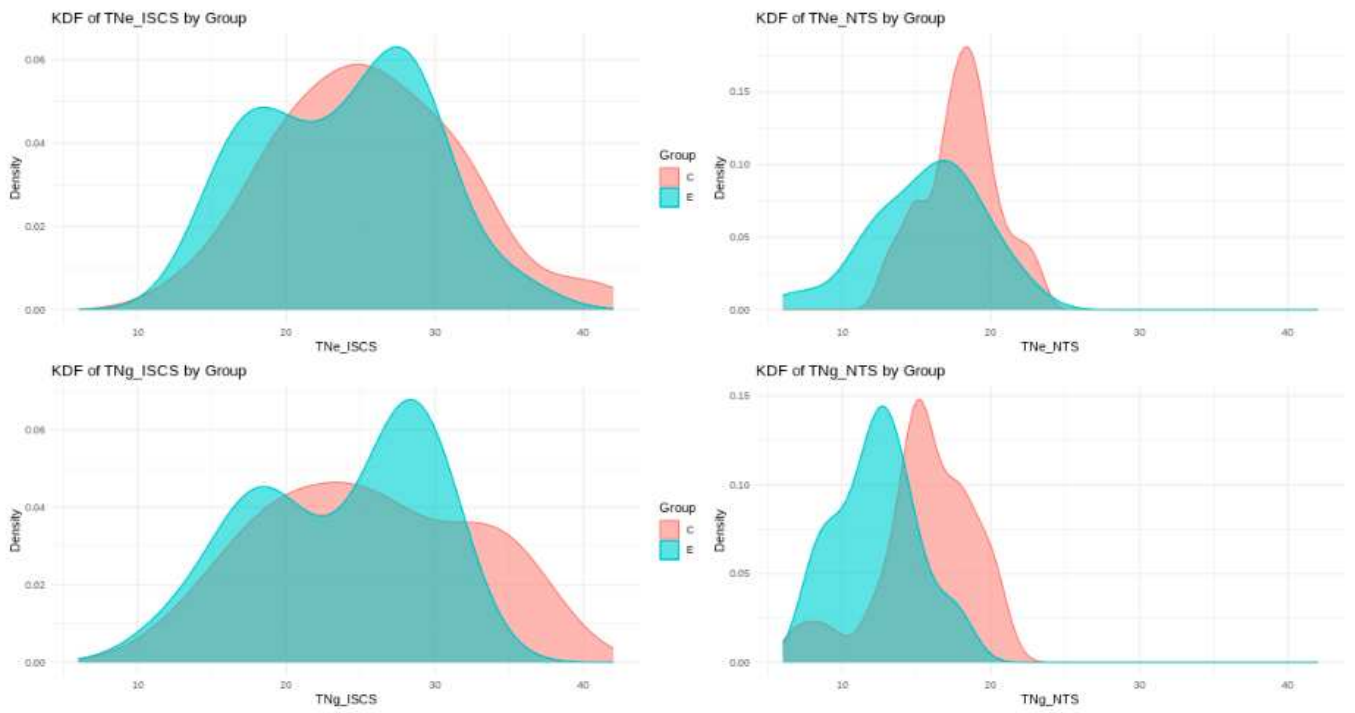 KDF of TNe_ISCS by Group
Density
0.06
0.04
0.02
0.00
10 20 30 40
TNe_ISCS
Group
C
E
KDF of TNe_NTS by Group
Density
0.15
0.10
0.05
0.00
10 20 30 40
TNe_NTS
KDF of TNg_ISCS by Group
Density
0.06
0.04
0.02
0.00
10 20 30 40
TNg_ISCS
Group
C
E
KDF of TNg_NTS by Group
Density
0.15
0.10
0.05
0.00
10 20 30 40
TNg_NTS